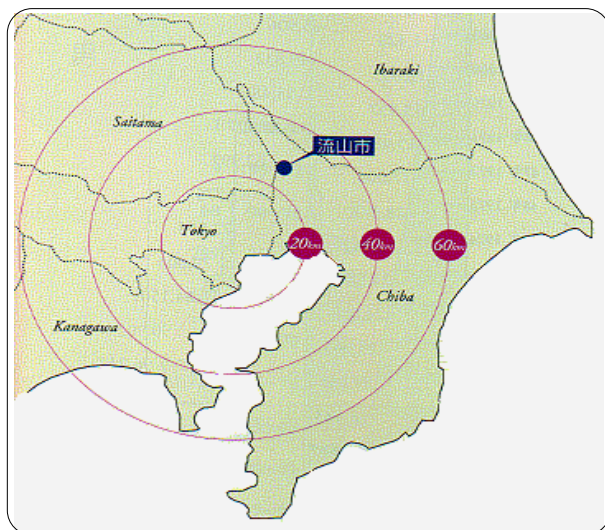 Ibaraki
Saitama
流山市
Tokyo
20km
40km
60km
Chiba
Kanagawa